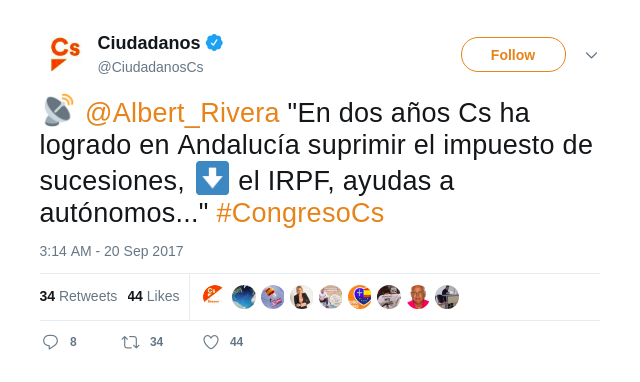 Cs
Ciudadanos
@CiudadanosCs
Follow
@Albert_Rivera "En dos años Cs ha
logrado en Andalucía suprimir el impuesto de
sucesiones, ⬇ el IRPF, ayudas a
autónomos..." #CongresoCs
3:14 AM - 20 Sep 2017
34 Retweets 44 Likes
8 34 44